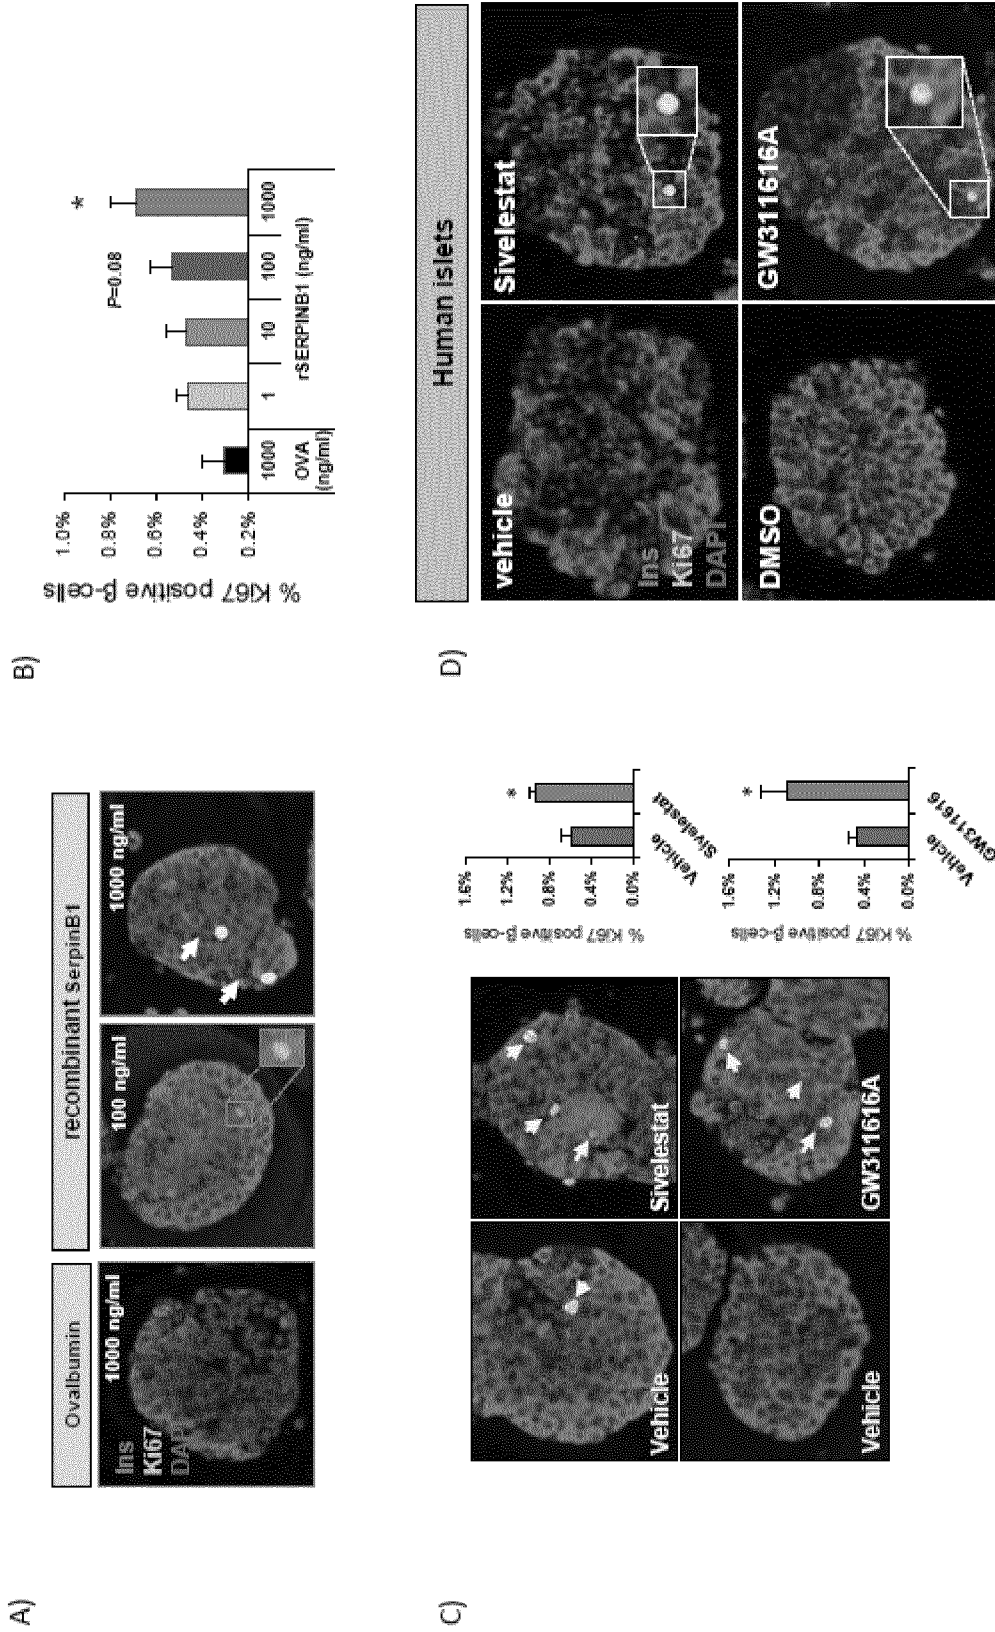 A)
Ovalbumin
recombinant serpinB1
1000 ng/ml
100 ng/ml
1000 ng/ml
Ins
Ki67
DAPI
B)
% Ki67 positive β-cells
1.0%
0.8%
0.6%
0.4%
0.2%
P=0.08
*
1000
1
10
100
1000
OVA
(ng/ml)
rSERPINB1 (ng/ml)
C)
Vehicle
Sivelestat
Vehicle
GW311616A
% Ki67 positive β-cells
1.6%
1.2%
0.8%
0.4%
0.0%
*
Vehicle
Sivelestat
% Ki67 positive β-cells
1.6%
1.2%
0.8%
0.4%
0.0%
*
Vehicle
GW311616
D)
Human islets
vehicle
Sivelestat
Ins
Ki67
DAPI
DMSO
GW311616A